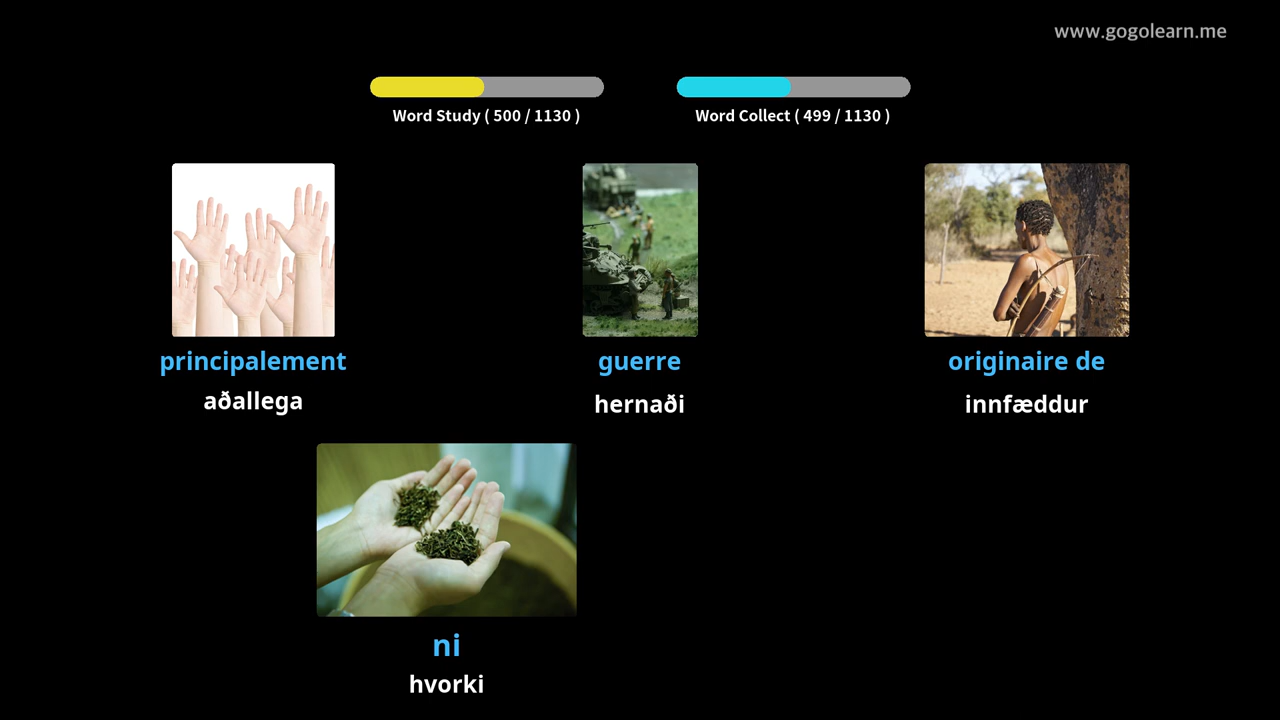 www.gogolearn.me
Word Study ( 500 / 1130 )
Word Collect ( 499 / 1130 )
principalement
aðallega
guerre
hernaði
originaire de
innfæddur
ni
hvorki